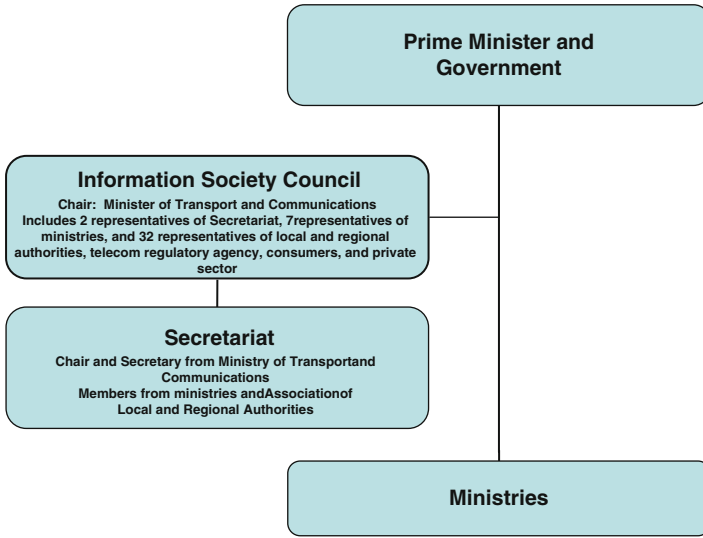 Prime Minister and
Government
Information Society Council
Chair: Minister of Transport and Communications
Includes 2 representatives of Secretariat, 7representatives of
ministries, and 32 representatives of local and regional
authorities, telecom regulatory agency, consumers, and private
sector
Secretariat
Chair and Secretary from Ministry of Transportand
Communications
Members from ministries andAssociationof
Local and Regional Authorities
Ministries